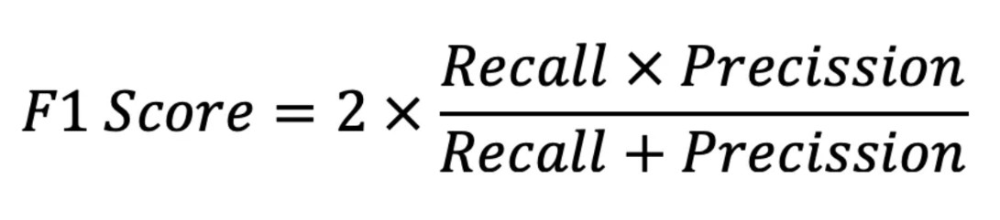 F1 Score = 2 × Recall × Precission
Recall + Precission